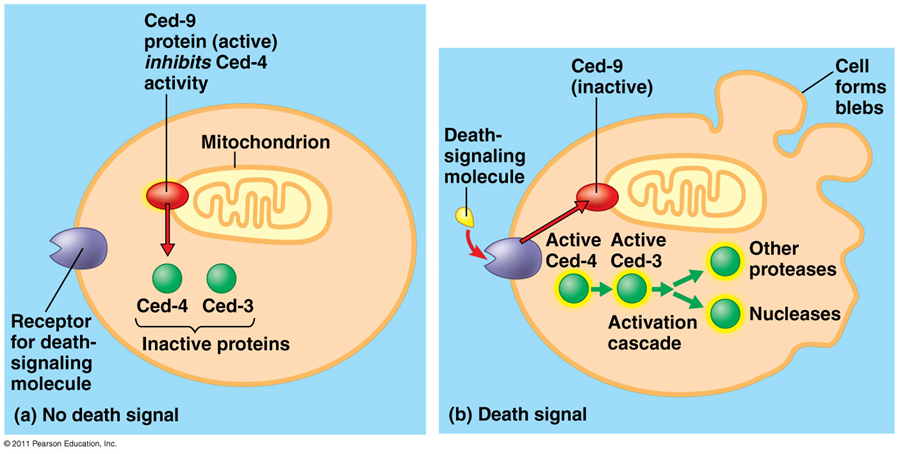 Ced-9
protein (active)
inhibits Ced-4
activity
Mitochondrion
Ced-4
Ced-3
Inactive proteins
Receptor
for death-
signaling
molecule
(a) No death signal
Ced-9
(inactive)
Cell
forms
blebs
Death-
signaling
molecule
Active
Ced-4
Active
Ced-3
Other
proteases
Nucleases
Activation
cascade
(b) Death signal
© 2011 Pearson Education, Inc.